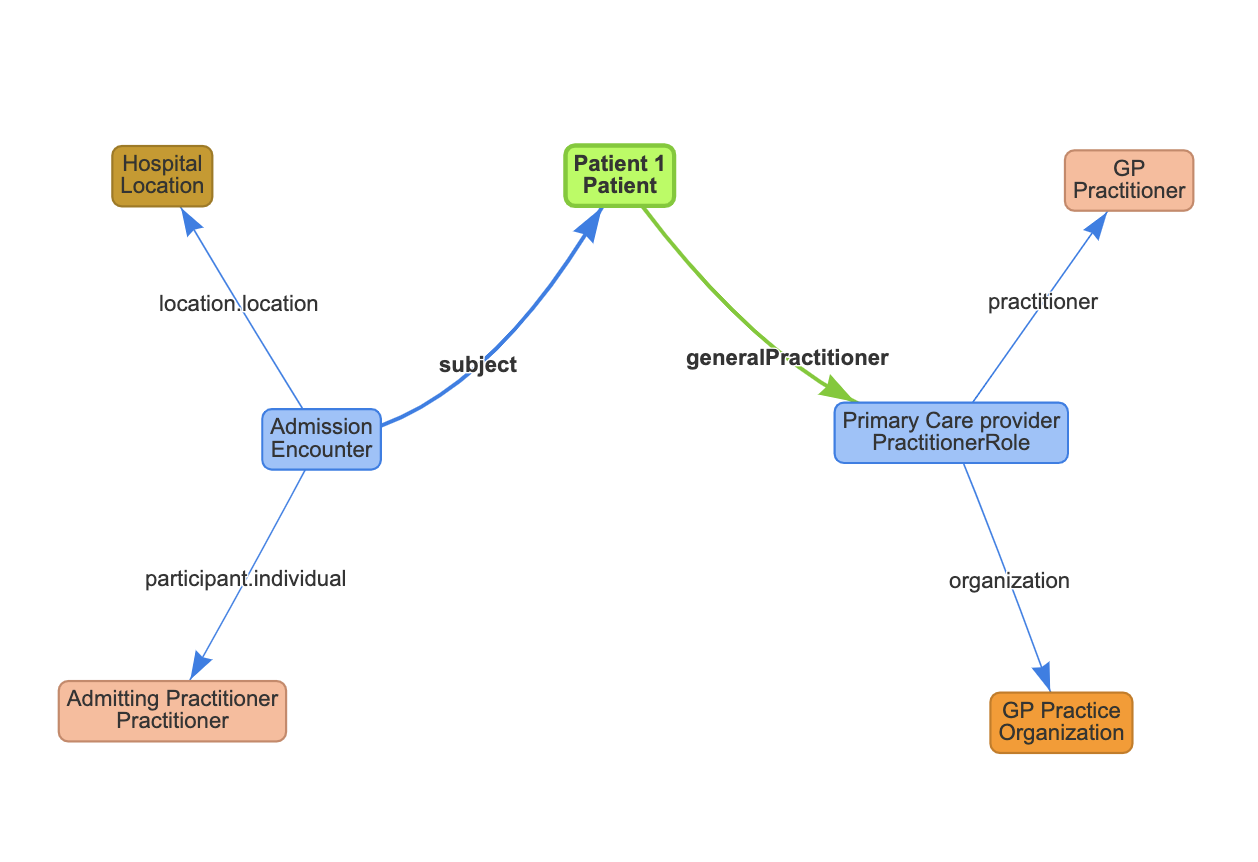 Hospital
Location
Patient 1
Patient
GP
Practitioner
location.location
practitioner
subject
generalPractitioner
Admission
Encounter
Primary Care provider
PractitionerRole
participant.individual
organization
Admitting Practitioner
Practitioner
GP Practice
Organization